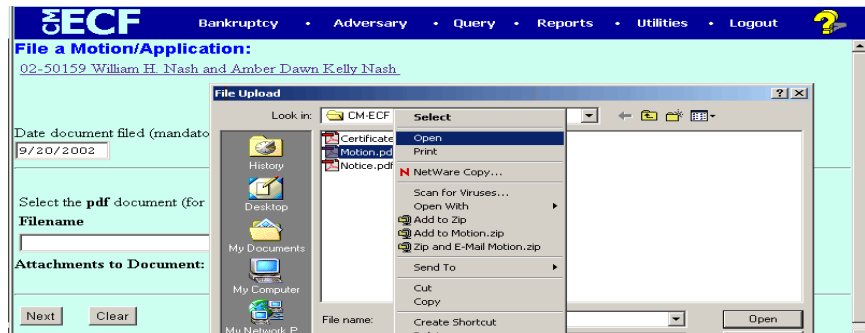 CM ECF Bankruptcy • Adversary • Query • Reports • Utilities • Logout ?
File a Motion/Application:
02-50159 William H. Nash and Amber Dawn Kelly Nash
File Upload
Look in: CM-ECF
Date document filed (mandato
9/20/2002
Select the pdf document (for
Filename
Attachments to Document:
Next Clear
History
Desktop
My Documents
My Computer
My Network P
Certificate
Motion.pd
Notice.pdf
Select
Open
Print
NetWare Copy...
Scan for Viruses...
Open With
Add to Zip
Add to Motion.zip
Zip and E-Mail Motion.zip
Send To
Cut
Copy
Create Shortcut
File name:
Open